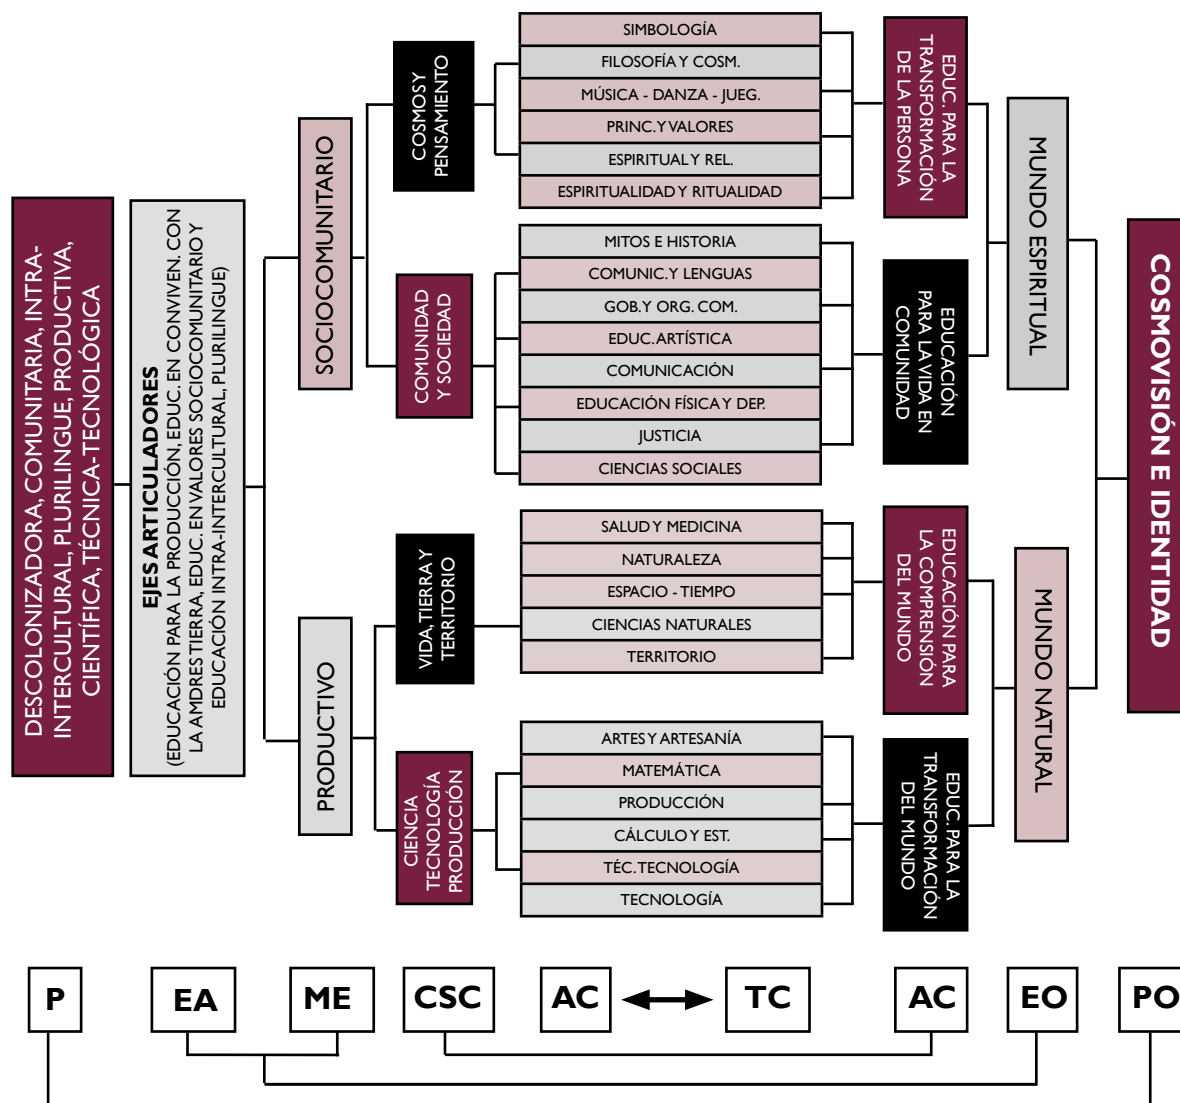 DESCOLONIZADORA, COMUNITARIA, INTRA-
INTERCULTURAL, PLURILINGUE, PRODUCTIVA,
CIENTÍFICA, TÉCNICA-TECNOLÓGICA
EJES ARTICULADORES
(EDUCACIÓN PARA LA PRODUCCIÓN, EDUC. EN CONVIVEN. CON
LA AMDRES TIERRA, EDUC. EN VALORES SOCIOCOMUNITARIO Y
EDUCACIÓN INTRA-INTERCULTURAL, PLURILINGUE)
SOCIOCOMUNITARIO
PRODUCTIVO
COSMOS Y
PENSAMIENTO
COMUNIDAD
Y SOCIEDAD
VIDA, TIERRA Y
TERRITORIO
CIENCIA
TECNOLOGÍA
PRODUCCIÓN
SIMBOLOGÍA
FILOSOFÍA Y COSM.
MÚSICA - DANZA - JUEG.
PRINC. Y VALORES
ESPIRITUAL Y REL.
ESPIRITUALIDAD Y RITUALIDAD
MITOS E HISTORIA
COMUNIC. Y LENGUAS
GOB. Y ORG. COM.
EDUC. ARTÍSTICA
COMUNICACIÓN
EDUCACIÓN FÍSICA Y DEP.
JUSTICIA
CIENCIAS SOCIALES
SALUD Y MEDICINA
NATURALEZA
ESPACIO - TIEMPO
CIENCIAS NATURALES
TERRITORIO
ARTES Y ARTESANÍA
MATEMÁTICA
PRODUCCIÓN
CÁLCULO Y EST.
TÉC. TECNOLOGÍA
TECNOLOGÍA
EDUC. PARA LA
TRANSFORMACIÓN
DE LA PERSONA
EDUCACIÓN
PARA LA VIDA EN
COMUNIDAD
EDUCACIÓN PARA
LA COMPRENSIÓN
DEL MUNDO
EDUC. PARA LA
TRANSFORMACIÓN
DEL MUNDO
MUNDO ESPIRITUAL
MUNDO NATURAL
COSMOVISIÓN E IDENTIDAD
P
EA
ME
CSC
AC
TC
AC
EO
PO